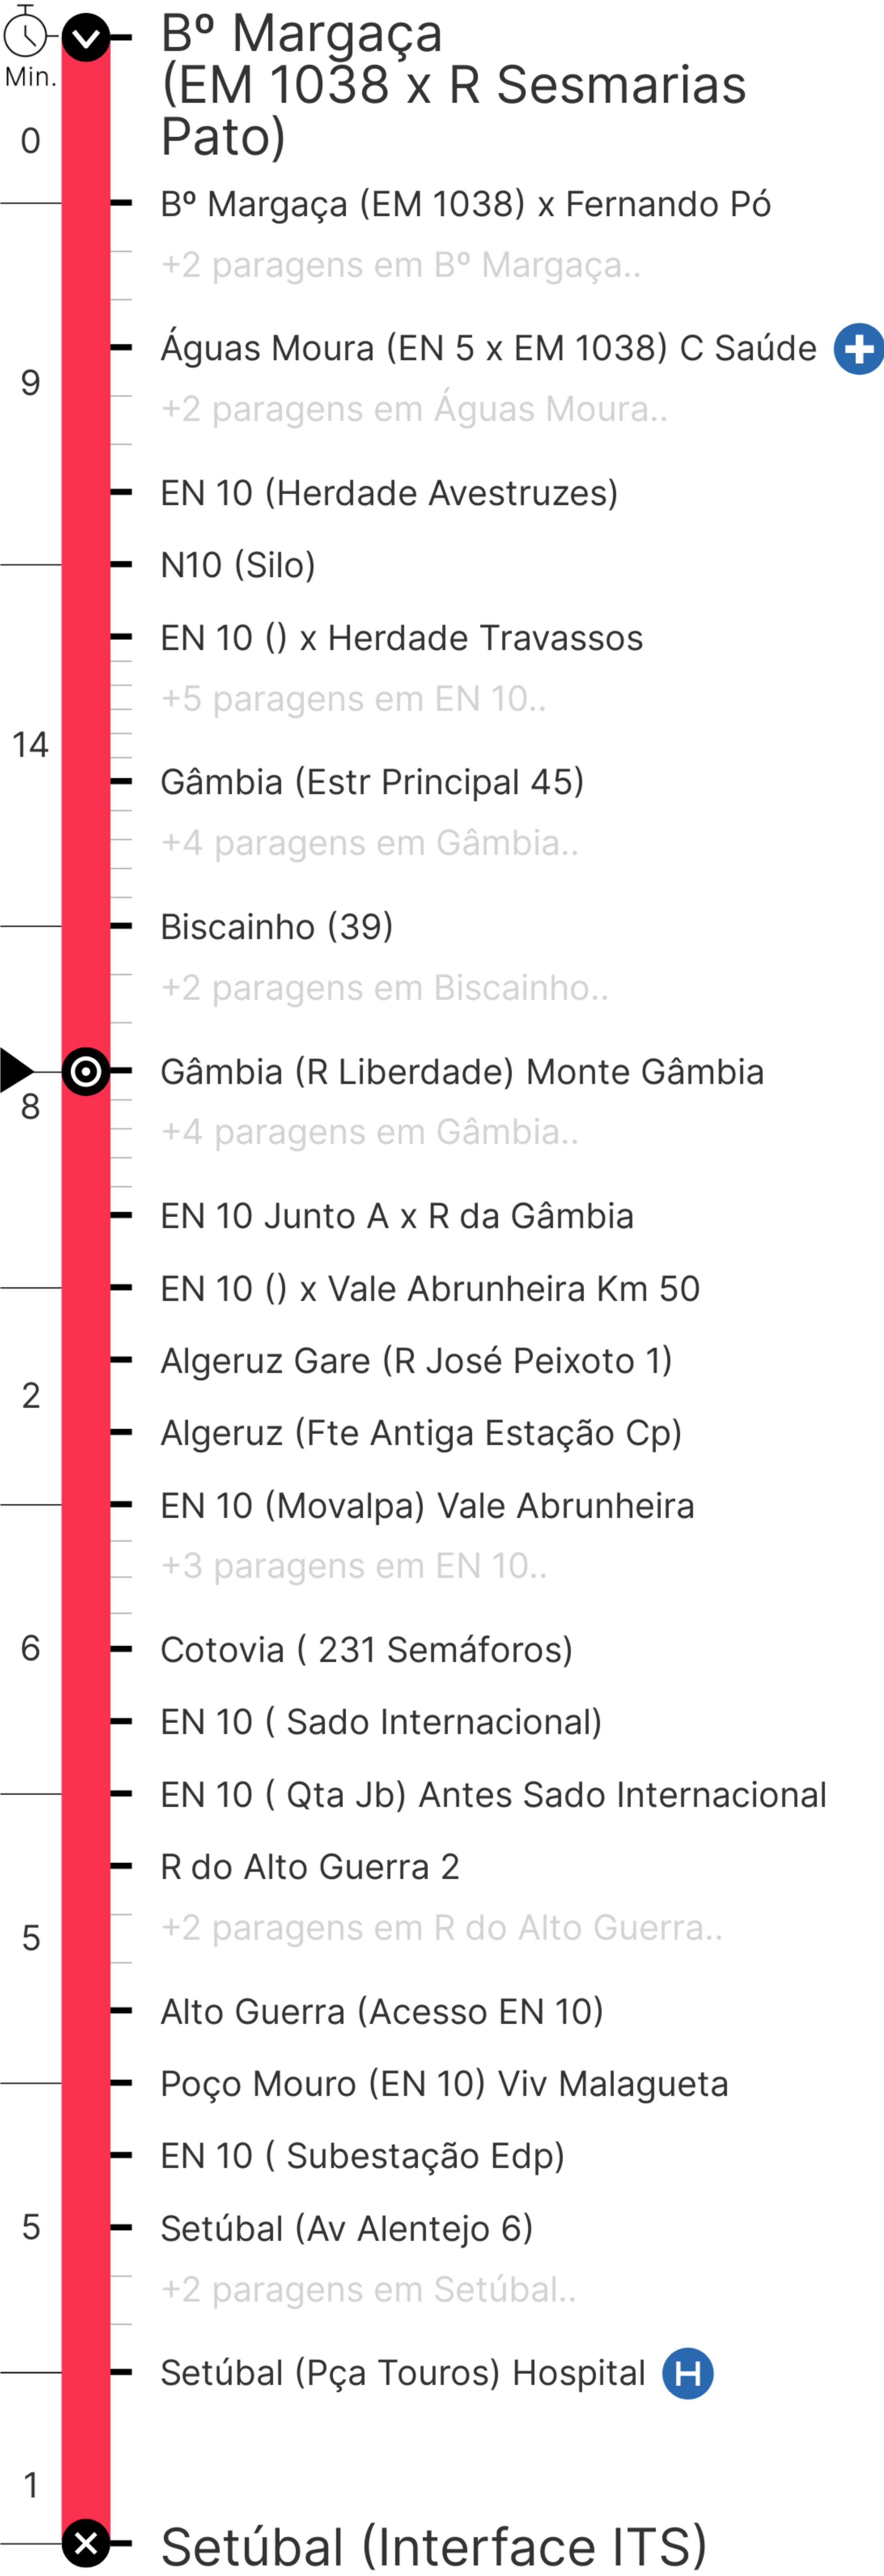 Bº Margaça
(EM 1038 x R Sesmarias
Pato)
Min.
0
Bº Margaça (EM 1038) x Fernando Pó
+2 paragens em Bº Margaça..
Águas Moura (EN 5 x EM 1038) C Saúde
9
+2 paragens em Águas Moura..
EN 10 (Herdade Avestruzes)
N10 (Silo)
EN 10 () x Herdade Travassos
+5 paragens em EN 10..
14
Gâmbia (Estr Principal 45)
+4 paragens em Gâmbia..
Biscainho (39)
+2 paragens em Biscainho..
Gâmbia (R Liberdade) Monte Gâmbia
8
+4 paragens em Gâmbia..
EN 10 Junto A x R da Gâmbia
EN 10 () x Vale Abrunheira Km 50
Algeruz Gare (R José Peixoto 1)
2
Algeruz (Fte Antiga Estação Cp)
EN 10 (Movalpa) Vale Abrunheira
+3 paragens em EN 10..
6
Cotovia ( 231 Semáforos)
EN 10 ( Sado Internacional)
EN 10 ( Qta Jb) Antes Sado Internacional
R do Alto Guerra 2
+2 paragens em R do Alto Guerra..
5
Alto Guerra (Acesso EN 10)
Poço Mouro (EN 10) Viv Malagueta
EN 10 ( Subestação Edp)
5
Setúbal (Av Alentejo 6)
+2 paragens em Setúbal..
Setúbal (Pça Touros) Hospital H
1
Setúbal (Interface ITS)